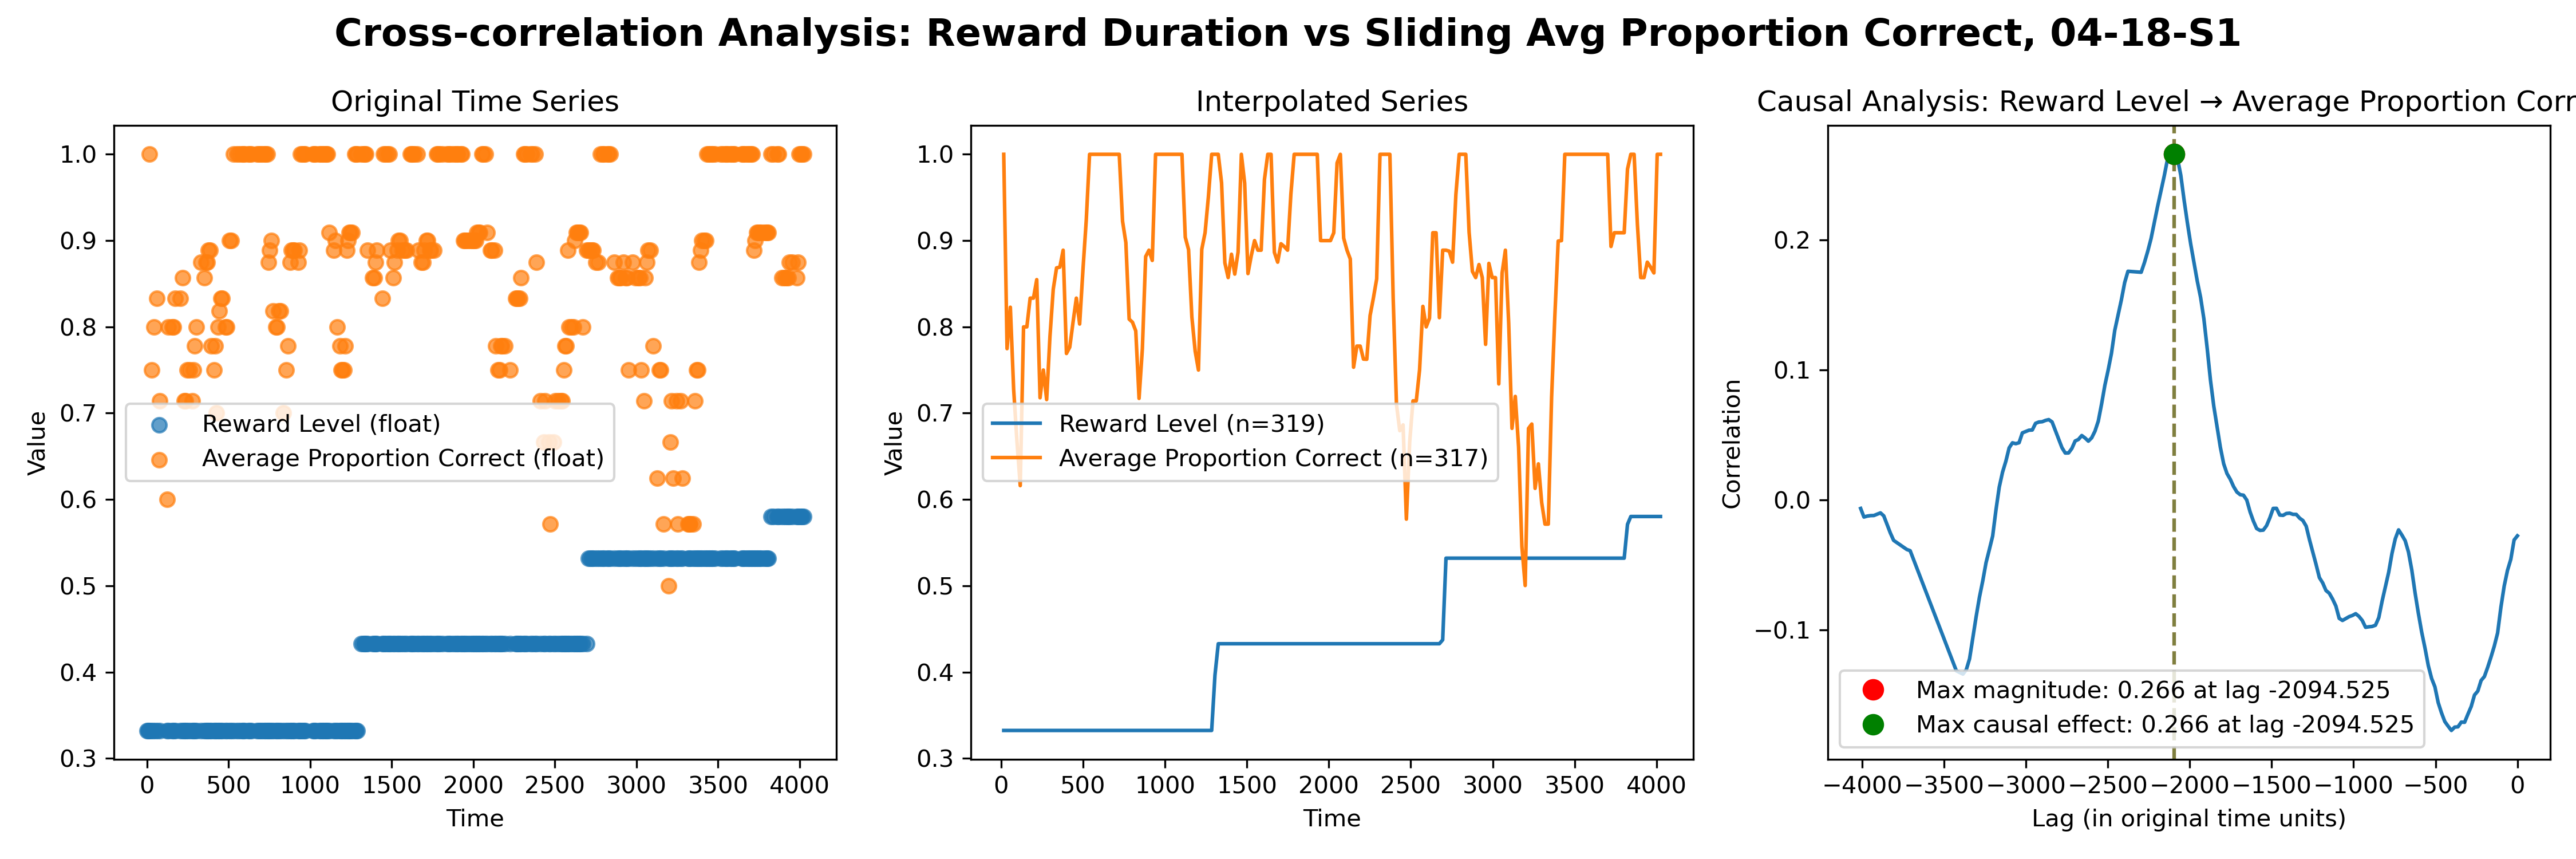 Cross-correlation Analysis: Reward Duration vs Sliding Avg Proportion Correct, 04-18-S1
Original Time Series
Value
1.0
0.9
0.8
0.7
0.6
0.5
0.4
0.3
Reward Level (float)
Average Proportion Correct (float)
0 500 1000 1500 2000 2500 3000 3500 4000
Time
Interpolated Series
Value
1.0
0.9
0.8
0.7
0.6
0.5
0.4
0.3
Reward Level (n=319)
Average Proportion Correct (n=317)
0 500 1000 1500 2000 2500 3000 3500 4000
Time
Causal Analysis: Reward Level → Average Proportion Corr
Correlation
0.2
0.1
0.0
−0.1
Max magnitude: 0.266 at lag -2094.525
Max causal effect: 0.266 at lag -2094.525
−4000 −3500 −3000 −2500 −2000 −1500 −1000 −500 0
Lag (in original time units)